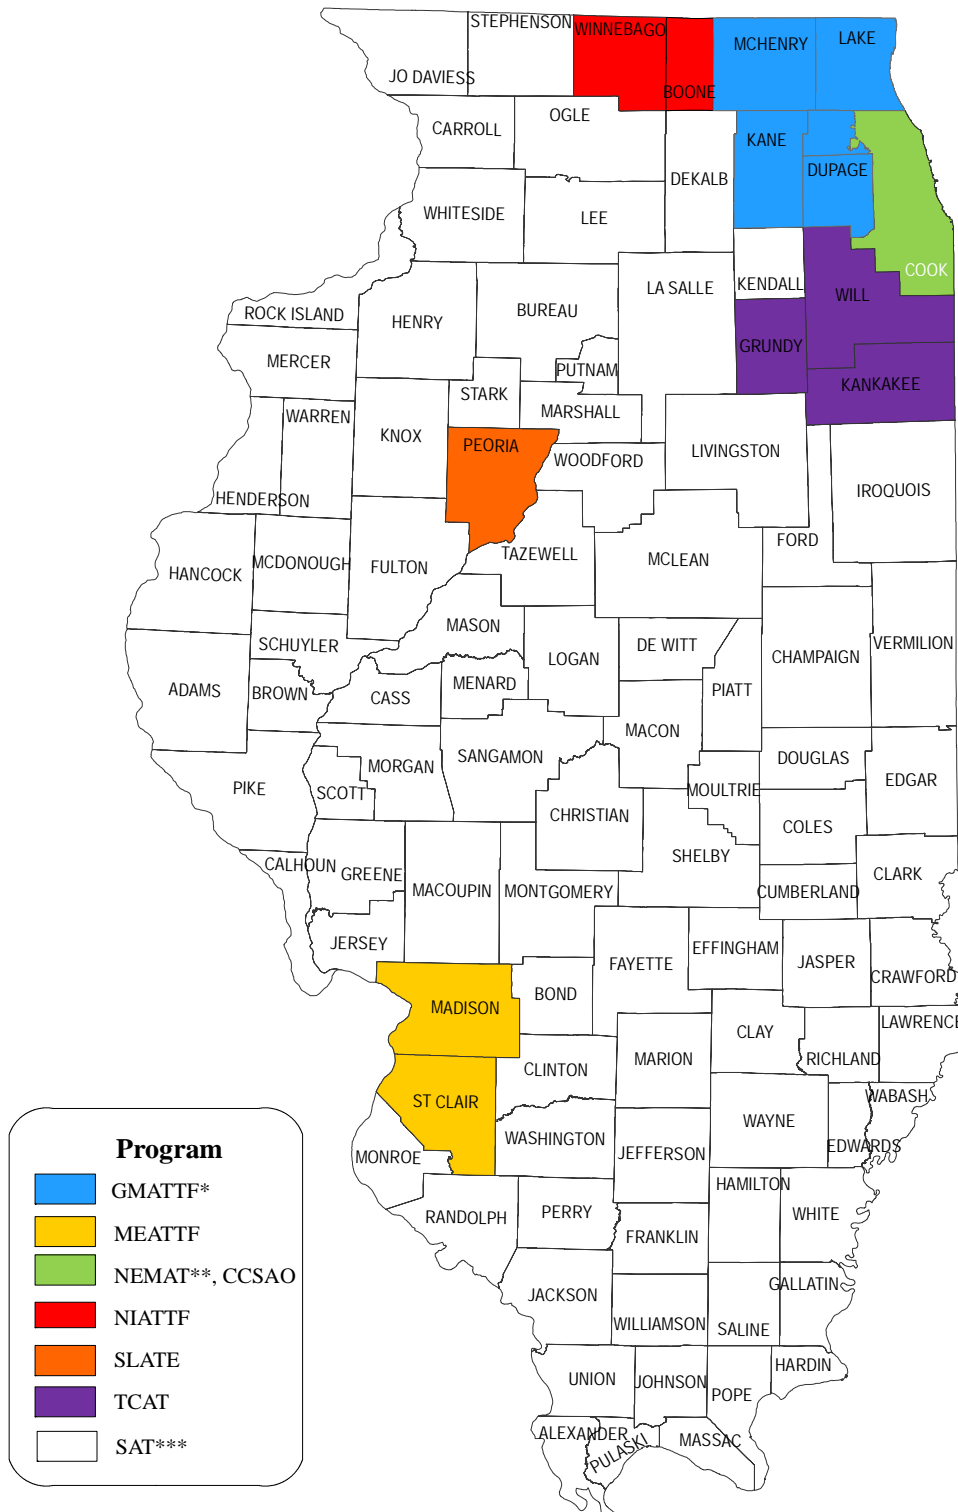 STEPHENSON
WINNEBAGO
MCHENRY
LAKE
JO DAVIESS
BOONE
CARROLL
OGLE
KANE
DUPAGE
DEKALB
WHITESIDE
LEE
COOK
KENDALL
LA SALLE
WILL
ROCK ISLAND
HENRY
BUREAU
GRUNDY
MERCER
PUTNAM
KANKAKEE
STARK
MARSHALL
WARREN
KNOX
PEORIA
WOODFORD
LIVINGSTON
HENDERSON
IROQUOIS
FORD
TAZEWELL
MCLEAN
MCDONOUGH
FULTON
HANCOCK
MASON
SCHUYLER
LOGAN
DE WITT
CHAMPAIGN
VERMILION
ADAMS
BROWN
CASS
MENARD
PIATT
MACON
SANGAMON
DOUGLAS
MORGAN
EDGAR
PIKE
SCOTT
MOULTRIE
CHRISTIAN
COLES
SHELBY
CALHOUN
GREENE
MACOUPIN
MONTGOMERY
CUMBERLAND
CLARK
JERSEY
EFFINGHAM
FAYETTE
JASPER
CRAWFORD
MADISON
BOND
LAWRENCE
CLAY
MARION
RICHLAND
CLINTON
WABASH
ST CLAIR
WAYNE
WASHINGTON
EDWARDS
JEFFERSON
MONROE
HAMILTON
RANDOLPH
PERRY
WHITE
FRANKLIN
GALLATIN
JACKSON
WILLIAMSON
SALINE
HARDIN
UNION
JOHNSON
POPE
ALEXANDER
PULASKI
MASSAC
Program
GMATTF*
MEATTF
NEMAT**, CCSAO
NIATTF
SLATE
TCAT
SAT***